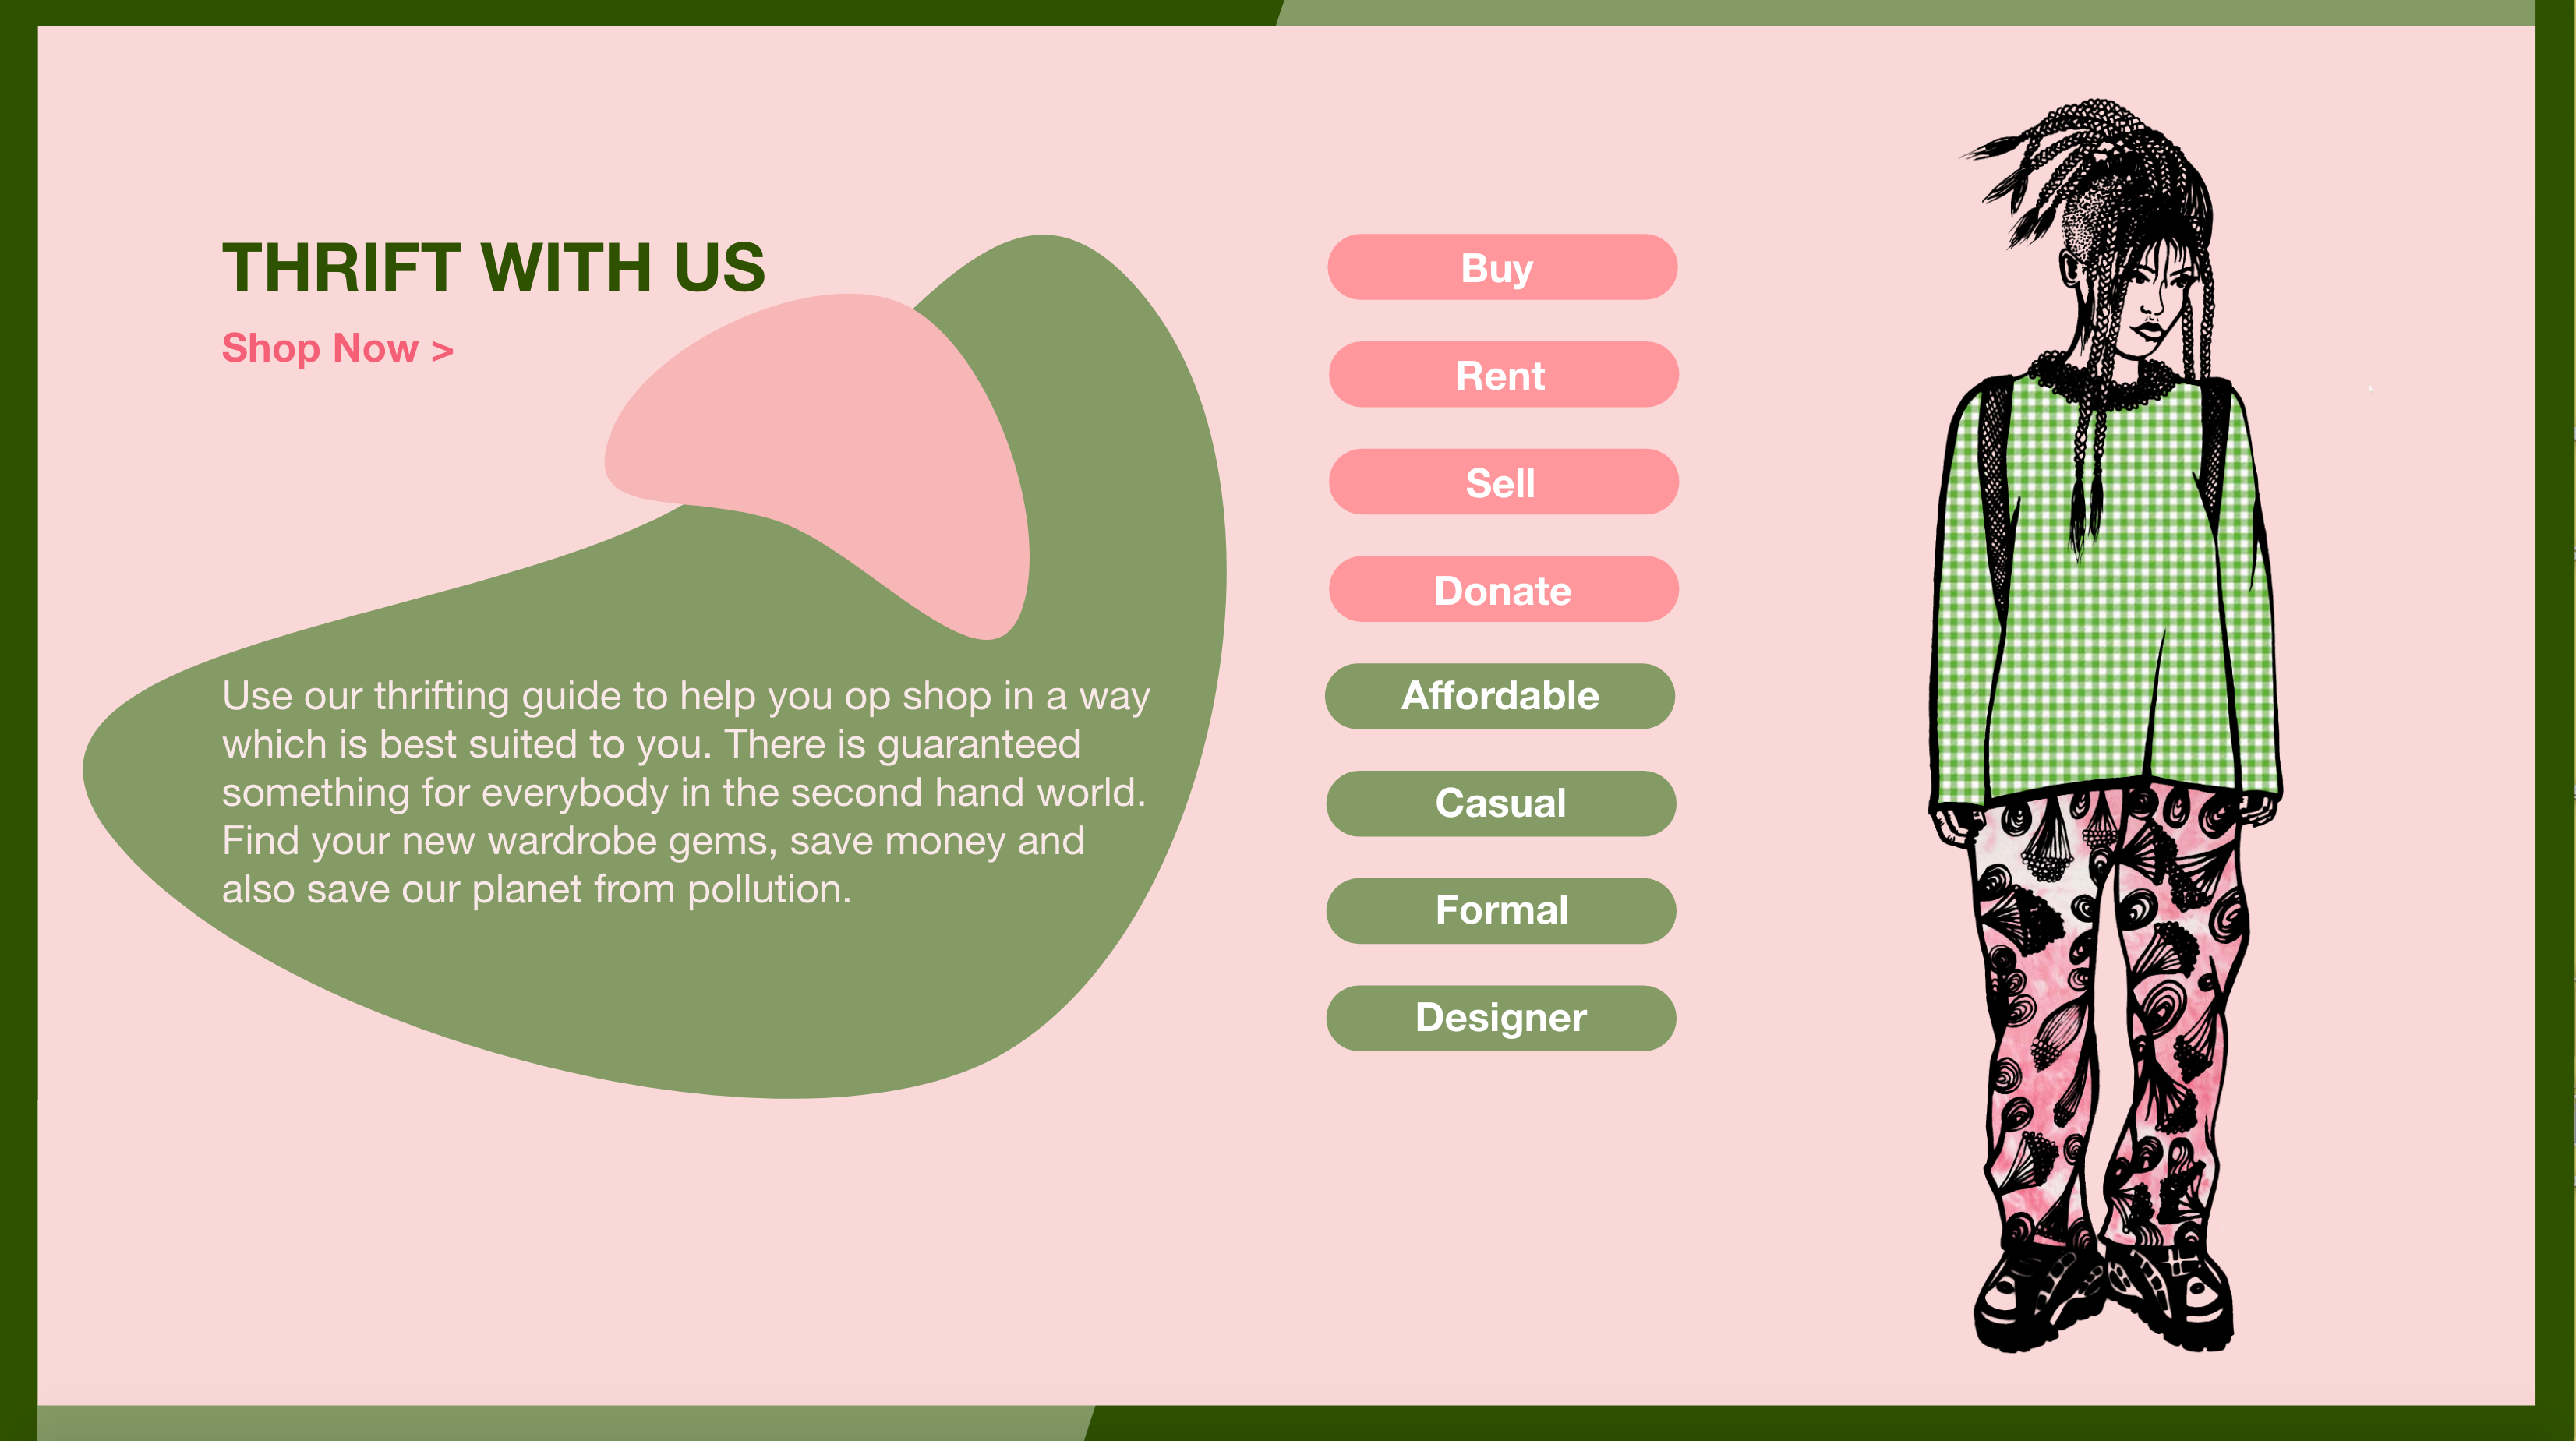 THRIFT WITH US
Shop Now >
Use our thrifting guide to help you op shop in a way
which is best suited to you. There is guaranteed
something for everybody in the second hand world.
Find your new wardrobe gems, save money and
also save our planet from pollution.
Buy
Rent
Sell
Donate
Affordable
Casual
Formal
Designer